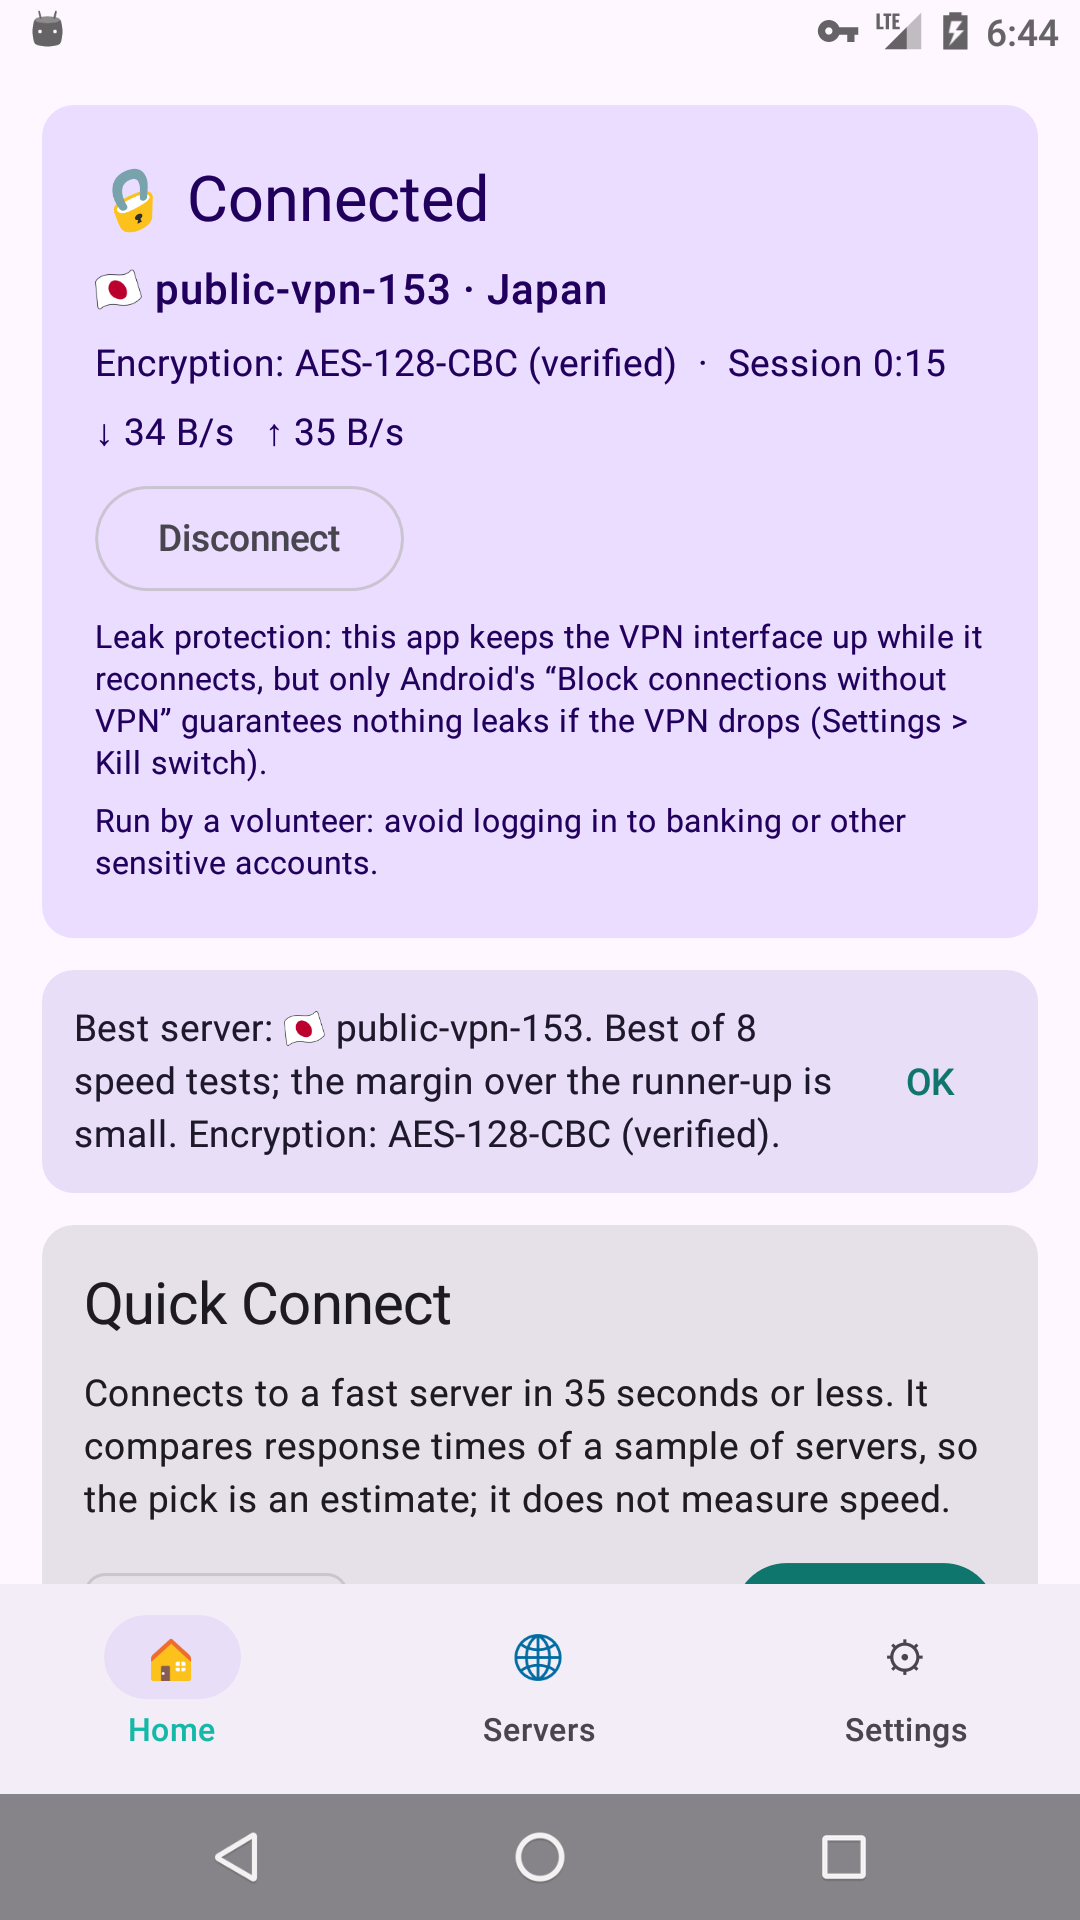 LTE 6:44
Connected
public-vpn-153 · Japan
Encryption: AES-128-CBC (verified) · Session 0:15
↓ 34 B/s ↑ 35 B/s
Disconnect
Leak protection: this app keeps the VPN interface up while it
reconnects, but only Android's “Block connections without
VPN” guarantees nothing leaks if the VPN drops (Settings >
Kill switch).
Run by a volunteer: avoid logging in to banking or other
sensitive accounts.
Best server: public-vpn-153. Best of 8
speed tests; the margin over the runner-up is
small. Encryption: AES-128-CBC (verified).
OK
Quick Connect
Connects to a fast server in 35 seconds or less. It
compares response times of a sample of servers, so
the pick is an estimate; it does not measure speed.
Home
Servers
Settings